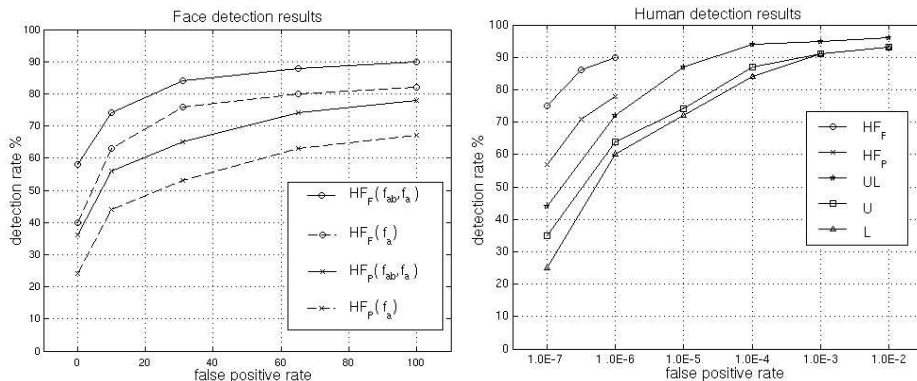 Face detection results
100
90
80
70
60
50
40
30
20
10
0
detection rate %
0 20 40 60 80 100
false positive rate
HF_F(f_ab,f_a)
HF_F(f_a)
HF_P(f_ab,f_a)
HF_P(f_a)
Human detection results
100
90
80
70
60
50
40
30
20
10
0
detection rate %
1.0E-7 1.0E-6 1.0E-5 1.0E-4 1.0E-3 1.0E-2
false positive rate
HF_F
HF_P
UL
U
L